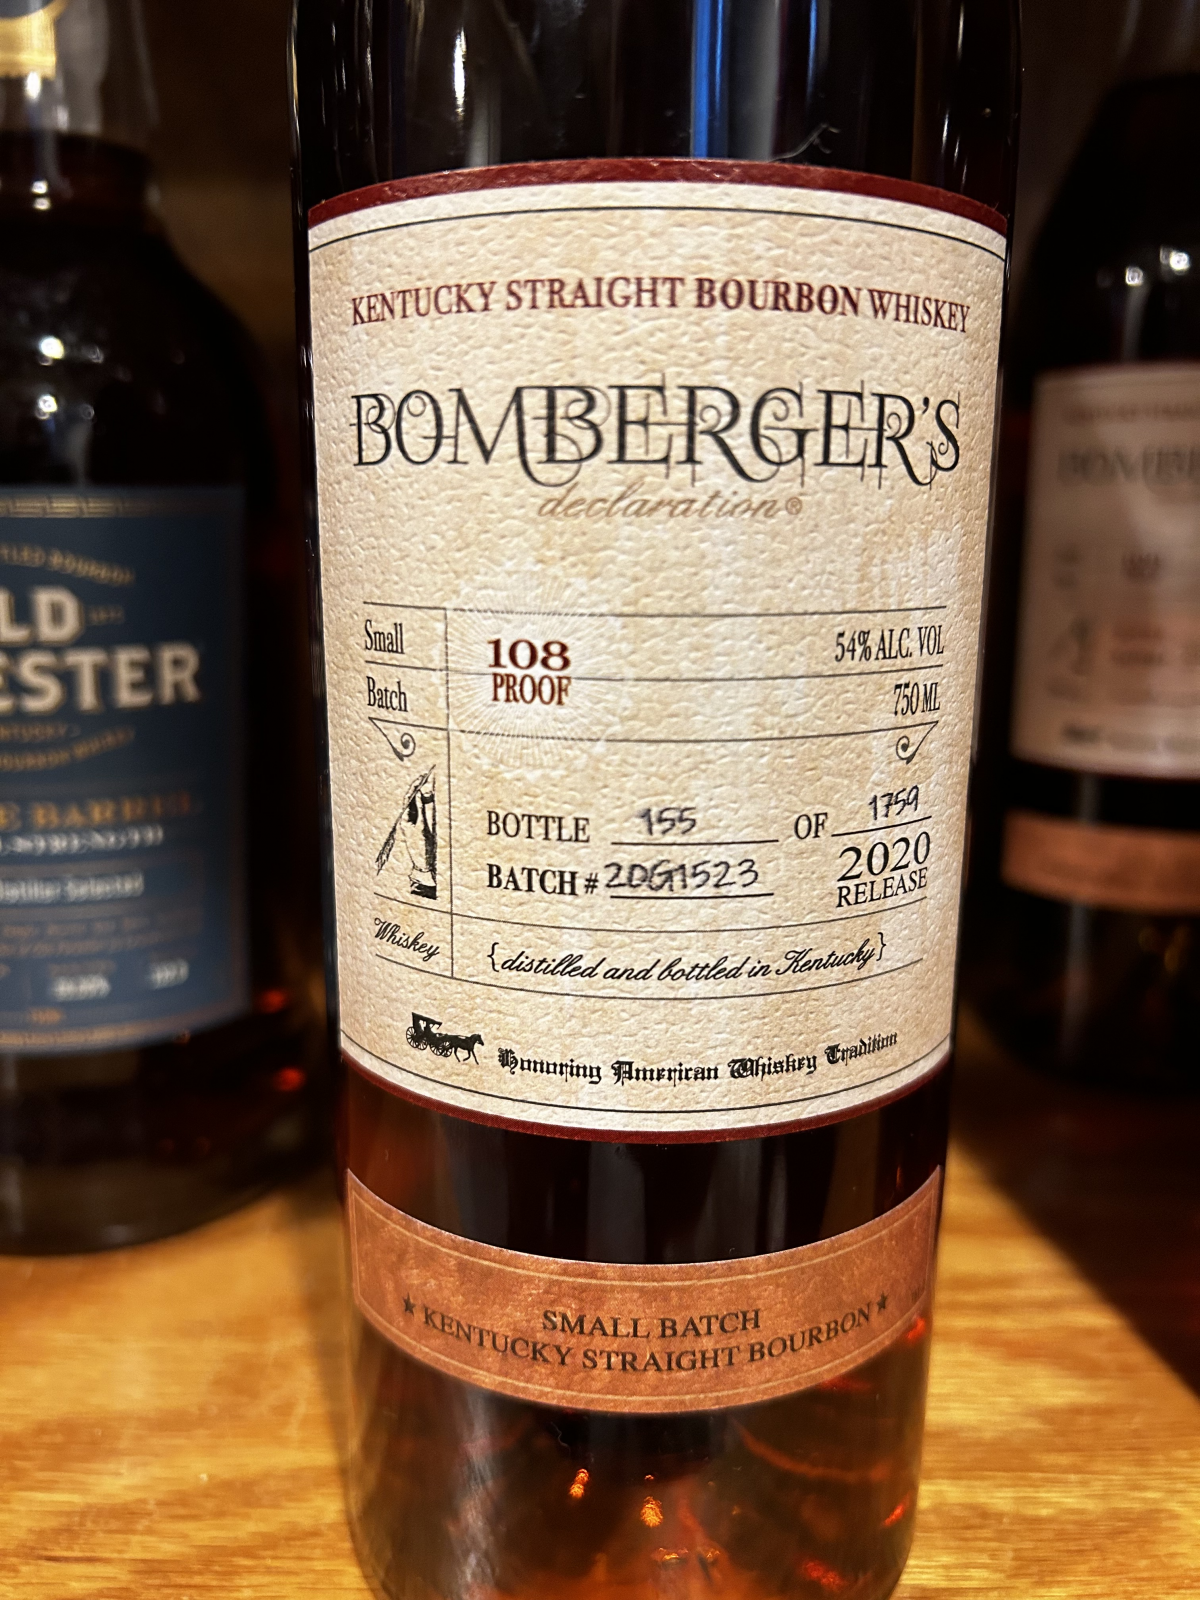 KENTUCKY STRAIGHT BOURBON WHISKEY
BOMBERGER'S
declaration®
Small
Batch
108
PROOF
54% ALC. VOL
750 ML
BOTTLE 155 OF 1759
BATCH # 20G1523
2020
RELEASE
Whiskey
{distilled and bottled in Kentucky}
Honoring American Whiskey Tradition
★ SMALL BATCH ★
KENTUCKY STRAIGHT BOURBON
LD
ESTER
BARREL
STRENGTH